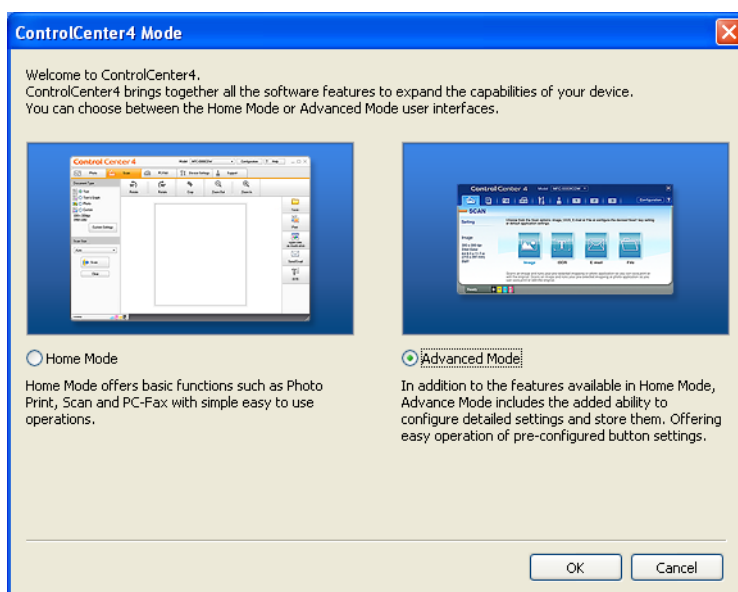 ControlCenter4 Mode
Welcome to ControlCenter4.
ControlCenter4 brings together all the software features to expand the capabilities of your device.
You can choose between the Home Mode or Advanced Mode user interfaces.
Control Center 4
Control Center 4
SCAN
Image
OCR
E-mail
File
Home Mode
Home Mode offers basic functions such as Photo
Print, Scan and PC-Fax with simple easy to use
operations.
Advanced Mode
In addition to the features available in Home Mode,
Advance Mode includes the added ability to
configure detailed settings and store them. Offering
easy operation of pre-configured button settings.
OK
Cancel